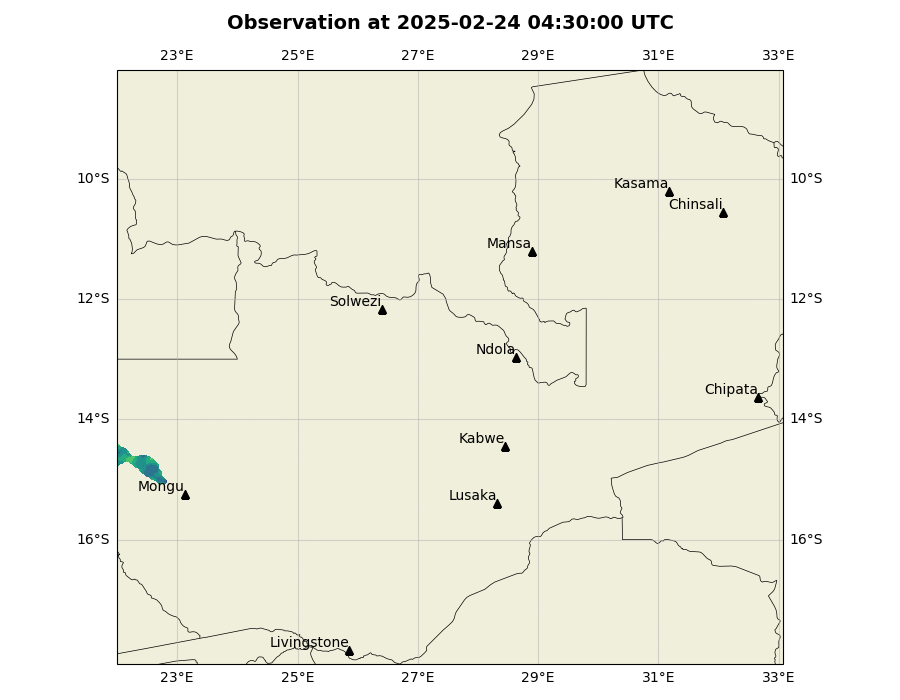 Observation at 2025-02-24 04:30:00 UTC
23°E 25°E 27°E 29°E 31°E 33°E
10°S 10°S
Kasama
Chinsali
Mansa
12°S 12°S
Solwezi
Ndola
Chipata
14°S 14°S
Kabwe
Mongu
Lusaka
16°S 16°S
Livingstone
23°E 25°E 27°E 29°E 31°E 33°E